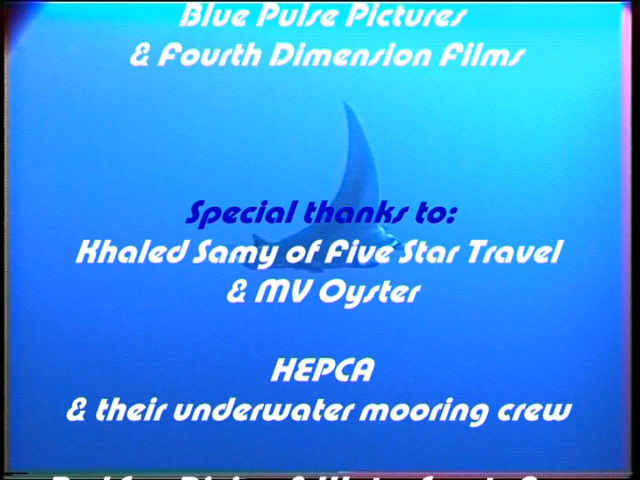 Blue Pulse Pictures
& Fourth Dimension Films
Special thanks to:
Khaled Samy of Five Star Travel
& MV Oyster
HEPCA
& their underwater mooring crew